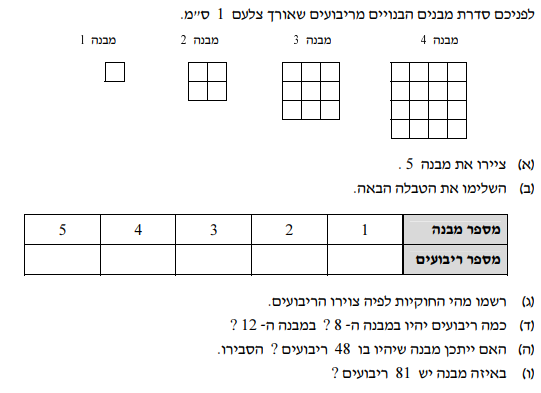 לפניכם סדרת מבנים הבנויים מריבועים שאורך צלעם 1 ס״מ.
מבנה 1 מבנה 2 מבנה 3 מבנה 4
(א) ציירו את מבנה 5 .
(ב) השלימו את הטבלה הבאה.
מספר מבנה 1 2 3 4 5
מספר ריבועים
(ג) רשמו מהי החוקיות לפיה צוירו הריבועים.
(ד) כמה ריבועים יהיו במבנה ה- 8 ? במבנה ה- 12 ?
(ה) האם ייתכן מבנה שיהיו בו 48 ריבועים ? הסבירו.
(ו) באיזה מבנה יש 81 ריבועים ?